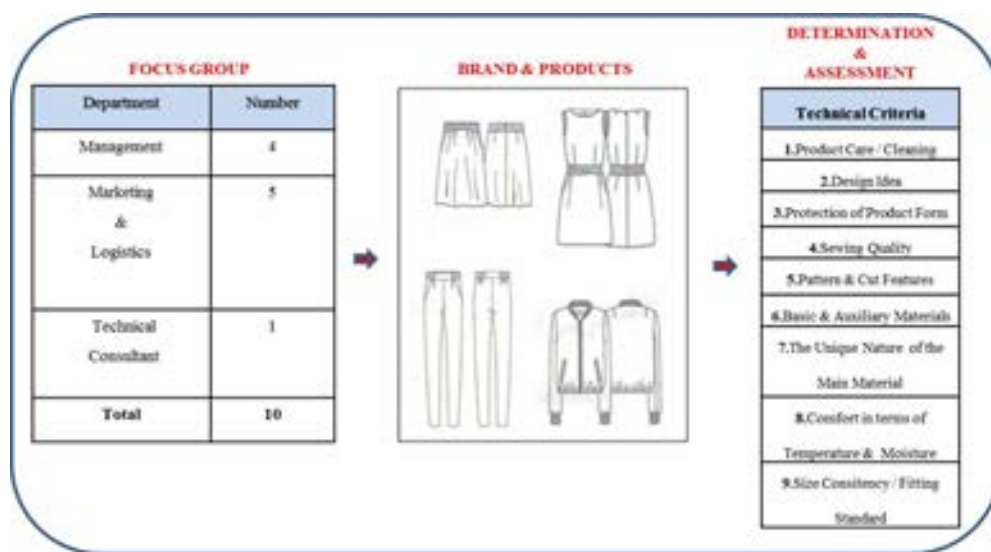 FOCUS GROUP
Department Number
Management 4
Marketing 5
&
Logistics
Technical 1
Consultant
Total 10
BRAND & PRODUCTS
DETERMINATION
&
ASSESSMENT
Technical Criteria
1.Product Care / Cleaning
2.Design Idea
3.Protection of Product Form
4.Sewing Quality
5.Pattern & Cut Features
6.Basic & Auxiliary Materials
7.The Unique Nature of the
Main Material
8.Comfort in terms of
Temperature & Moisture
9.Size Consitency / Fitting
Standard